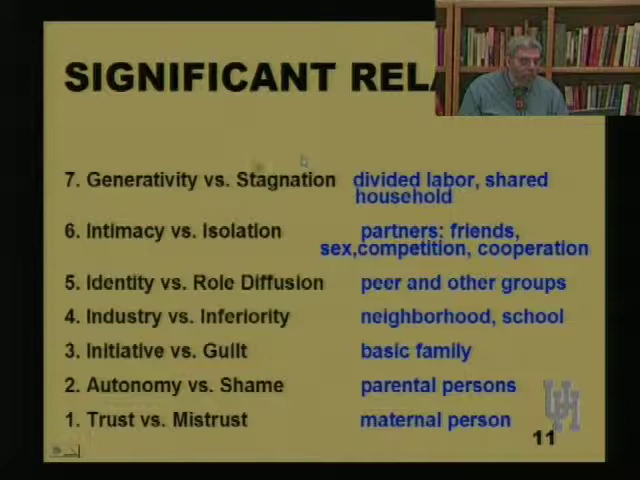 SIGNIFICANT REL
7. Generativity vs. Stagnation divided labor, shared
household
6. Intimacy vs. Isolation partners: friends,
sex,competition, cooperation
5. Identity vs. Role Diffusion peer and other groups
4. Industry vs. Inferiority neighborhood, school
3. Initiative vs. Guilt basic family
2. Autonomy vs. Shame parental persons
1. Trust vs. Mistrust maternal person
UH
11